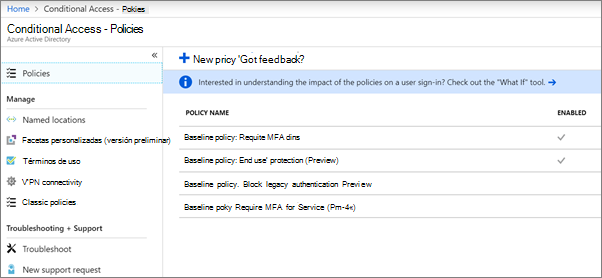 Home > Conditional Access - Pokies
Conditional Access - Policies
Azure Active Directory
«
Policies
Manage
Named locations
Facetas personalizadas (versión preliminar)
Términos de uso
V'PN connectivity
Classic policies
Troubleshooting + Support
Troubleshoot
New support request
+ New pricy 'Got feedback?
Interested in understanding the impact of the policies on a user sign-in? Check out the "What If" tool. →
POLICY NAME ENABLED
Baseline policy: Requite MFA dins ✓
Baseline policy: End use' protection (Preview) ✓
Baseline policy. Block legacy authentication Preview
Baseline poky Require MFA for Service (Pm-4к)